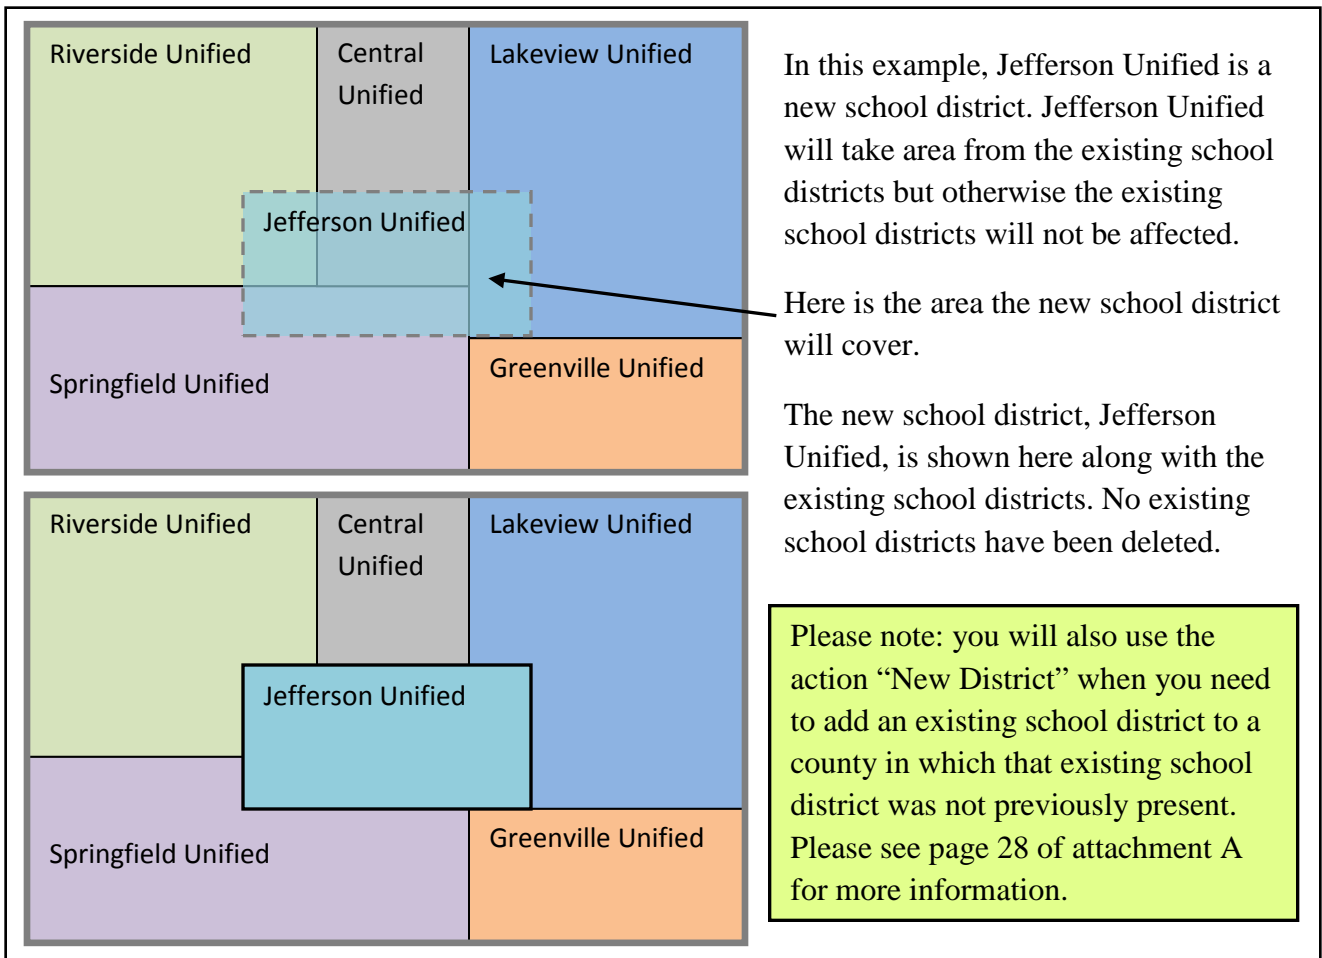 Riverside Unified
Central
Unified
Lakeview Unified
Jefferson Unified
Springfield Unified
Greenville Unified
In this example, Jefferson Unified is a
new school district. Jefferson Unified
will take area from the existing school
districts but otherwise the existing
school districts will not be affected.
Here is the area the new school district
will cover.
The new school district, Jefferson
Unified, is shown here along with the
existing school districts. No existing
school districts have been deleted.
Riverside Unified
Central
Unified
Lakeview Unified
Jefferson Unified
Springfield Unified
Greenville Unified
Please note: you will also use the
action “New District” when you need
to add an existing school district to a
county in which that existing school
district was not previously present.
Please see page 28 of attachment A
for more information.